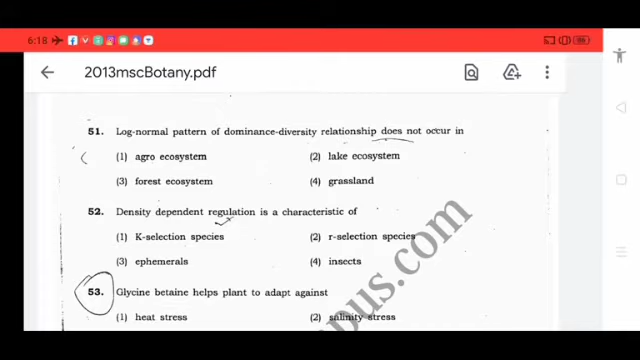 6:18
2013mscBotany.pdf
51. Log-normal pattern of dominance-diversity relationship does not occur in
(1) agro ecosystem (2) lake ecosystem
(3) forest ecosystem (4) grassland
52. Density dependent regulation is a characteristic of
(1) K-selection species (2) r-selection species
(3) ephemerals (4) insects
53. Glycine betaine helps plant to adapt against
(1) heat stress (2) salinity stress
pus.com